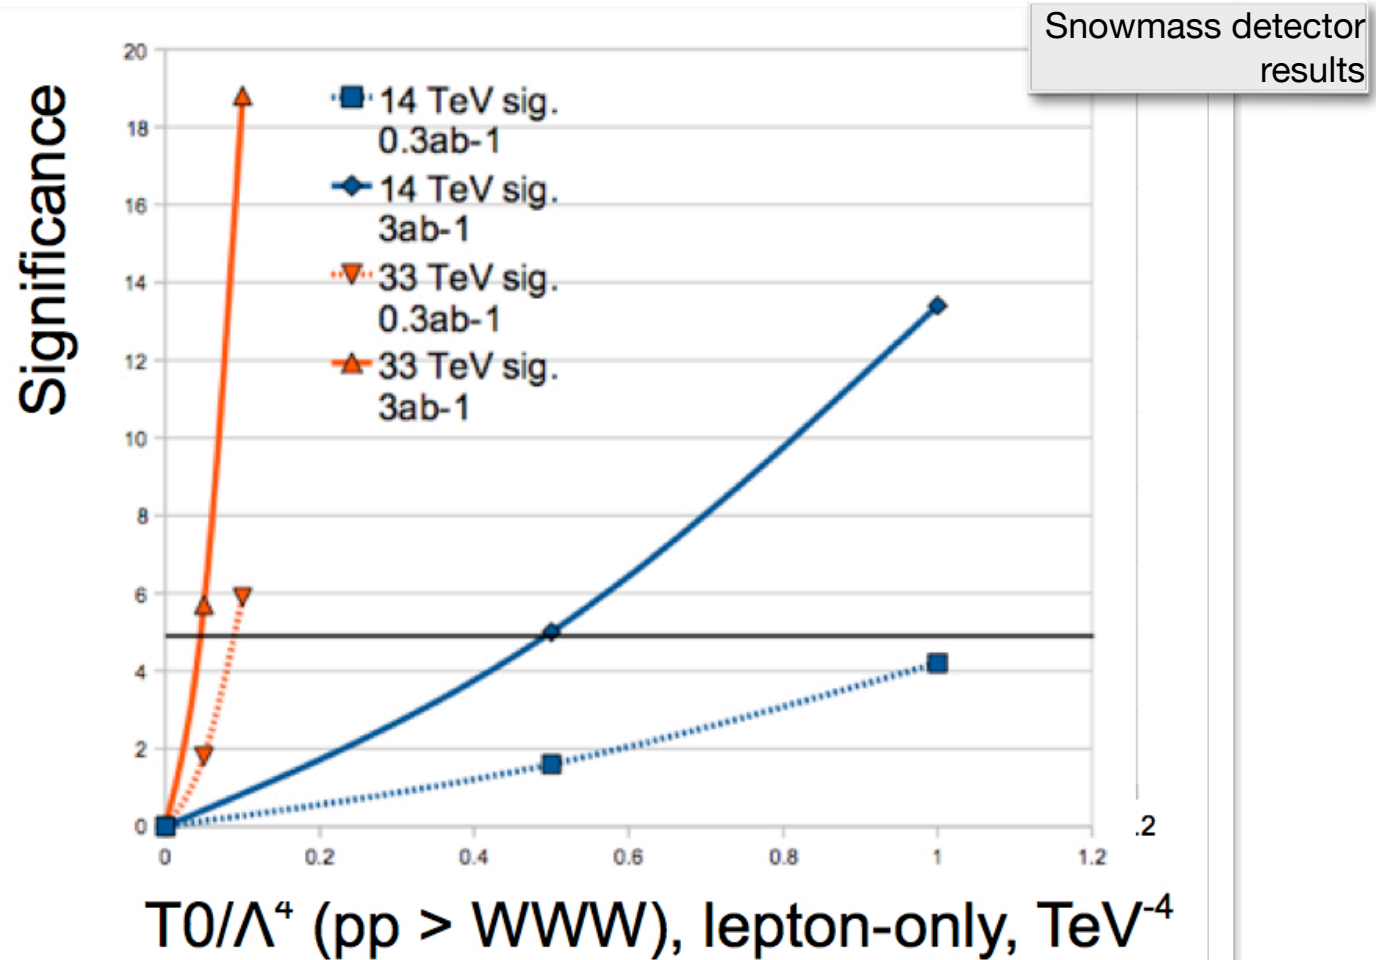 Snowmass detector
results
Significance
20
18
16
14
12
10
8
6
4
2
0
14 TeV sig.
0.3ab-1
14 TeV sig.
3ab-1
33 TeV sig.
0.3ab-1
33 TeV sig.
3ab-1
0 0.2 0.4 0.6 0.8 1 1.2
.2
T0/Λ⁴ (pp > WWW), lepton-only, TeV⁻⁴